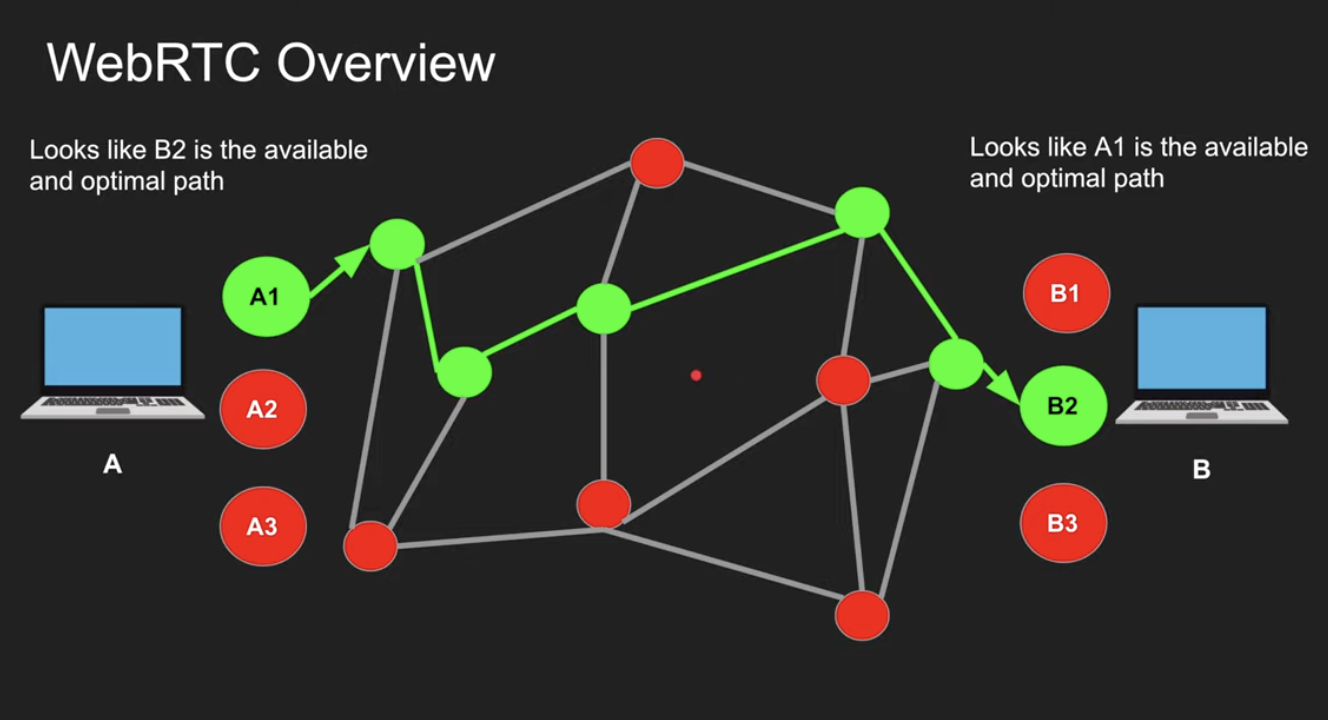 WebRTC Overview
Looks like B2 is the available
and optimal path
Looks like A1 is the available
and optimal path
A1
A2
A3
A
B1
B2
B3
B